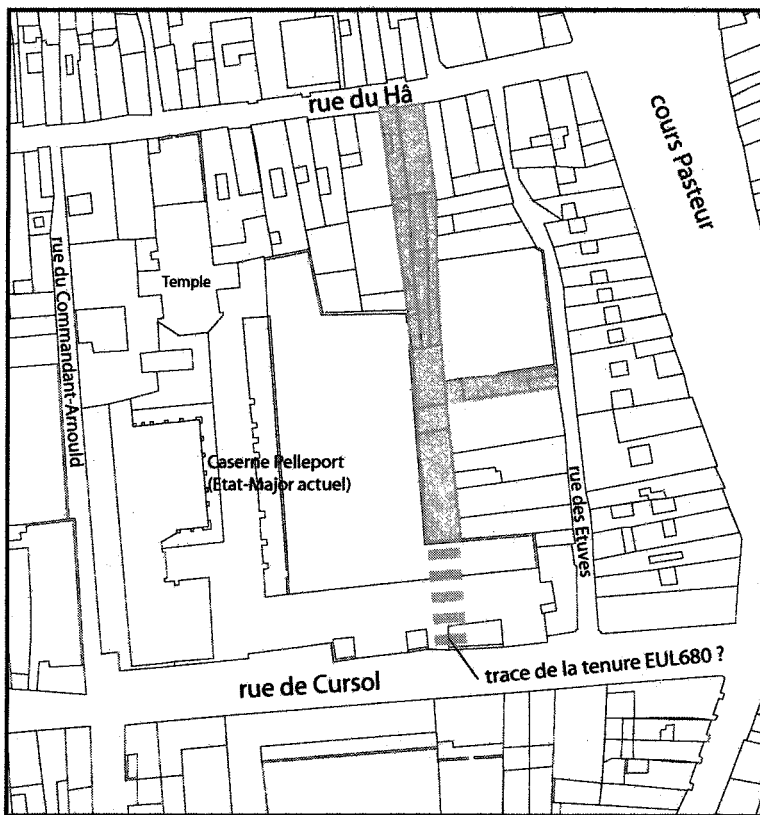 rue du Hâ
cours Pasteur
rue du Commandant-Arnould
Temple
Caserne Pelleport
(Etat-Major actuel)
rue des Etuves
trace de la tenure EUL680 ?
rue de Cursol